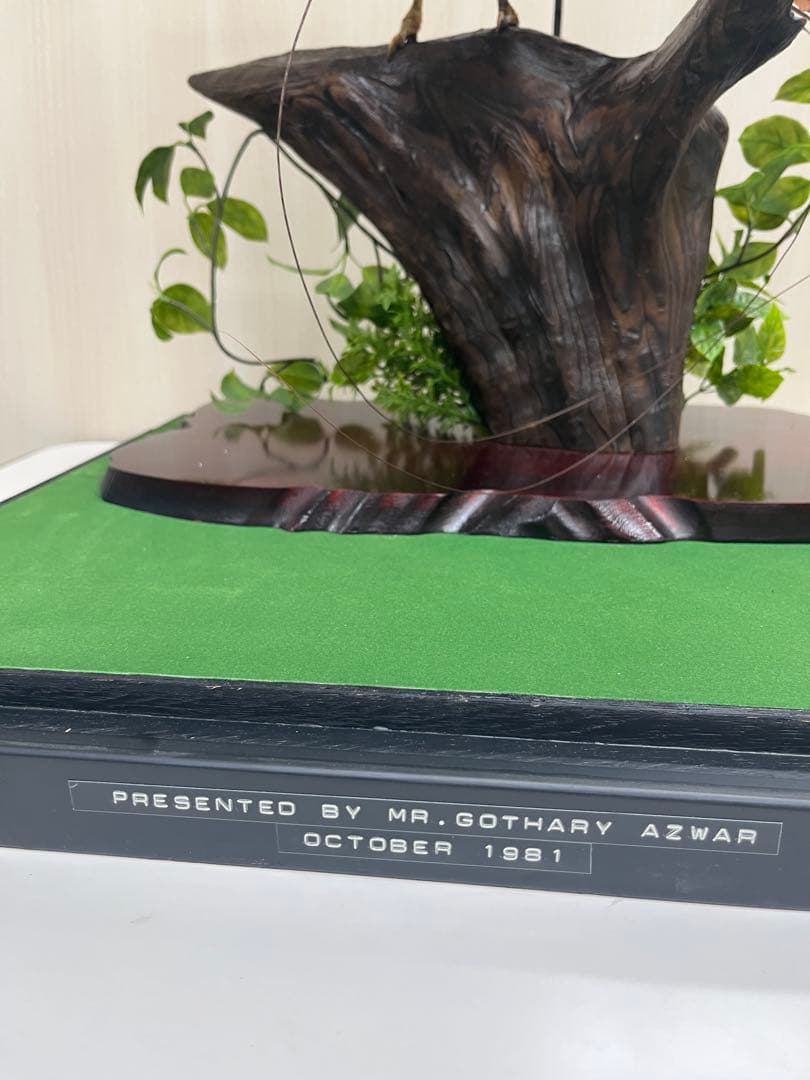 PRESENTED BY MR.GOTHARY AZWAR
OCTOBER 1981